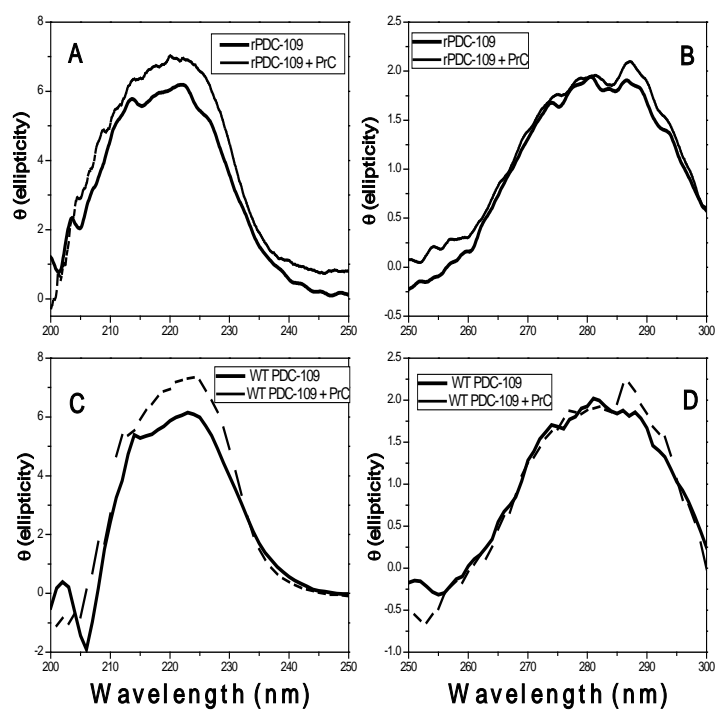 A
rPDC-109
rPDC-109 + PrC
θ (ellipticity)
8
6
4
2
0
200 210 220 230 240 250
B
rPDC-109
rPDC-109 + PrC
θ (ellipticity)
2.5
2.0
1.5
1.0
0.5
0.0
-0.5
250 260 270 280 290 300
C
WT PDC-109
WT PDC-109 + PrC
θ (ellipticity)
8
6
4
2
0
-2
200 210 220 230 240 250
Wavelength (nm)
D
WT PDC-109
WT PDC-109 + PrC
θ (ellipticity)
2.5
2.0
1.5
1.0
0.5
0.0
-0.5
-1.0
250 260 270 280 290 300
Wavelength (nm)